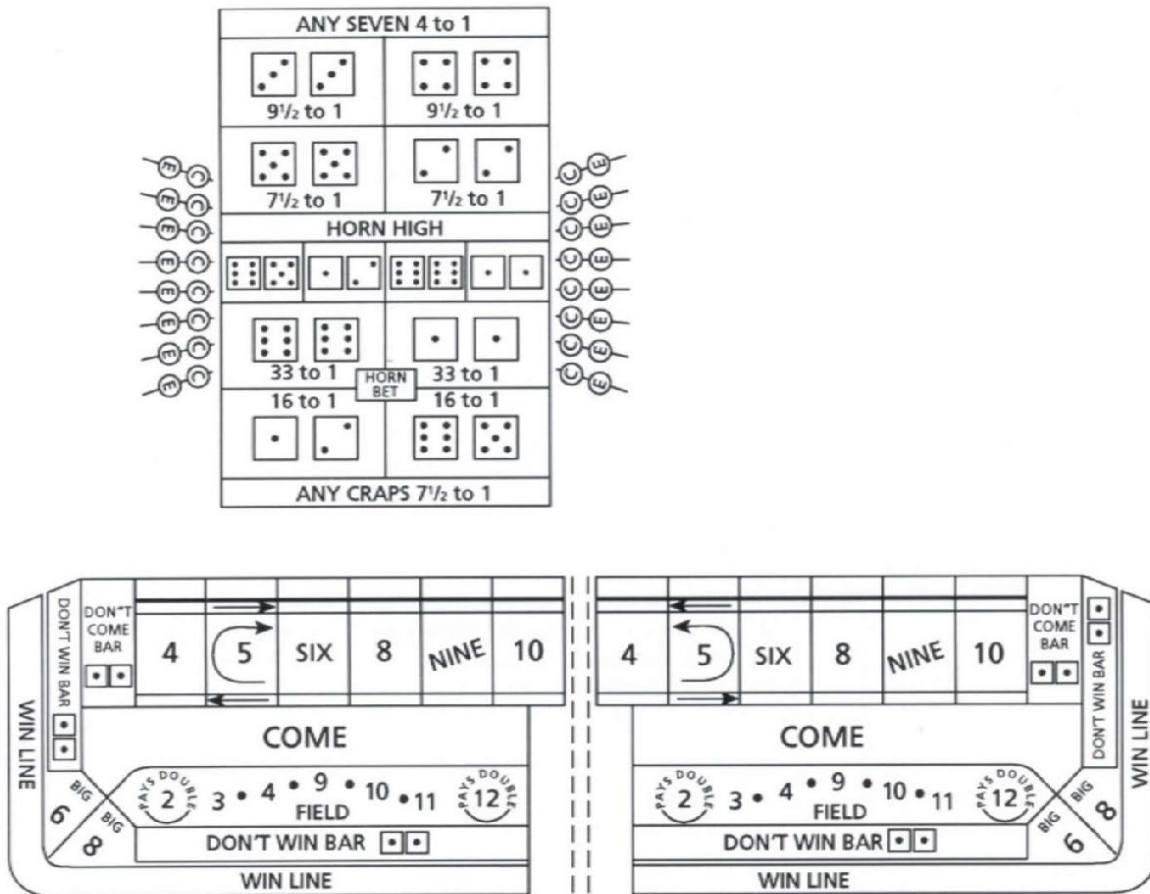 ANY SEVEN 4 to 1
9½ to 1 9½ to 1
7½ to 1 7½ to 1
E C C E
E C C E
E C C E
E C C E
E C C E
E C C E
E C C E
E C C E
HORN HIGH
33 to 1 33 to 1
HORN
BET
16 to 1 16 to 1
ANY CRAPS 7½ to 1
WIN LINE
DON'T WIN BAR
DON"T
COME
BAR
4 5 SIX 8 NINE 10
COME
PAYS DOUBLE
2 3 • 4 • 9 • 10 • 11 12
PAYS DOUBLE
FIELD
BIG
6
BIG
8
DON'T WIN BAR
WIN LINE
4 5 SIX 8 NINE 10
DON"T
COME
BAR
DON'T WIN BAR
WIN LINE
COME
PAYS DOUBLE
2 3 • 4 • 9 • 10 • 11 12
PAYS DOUBLE
FIELD
BIG
8
BIG
6
DON'T WIN BAR
WIN LINE